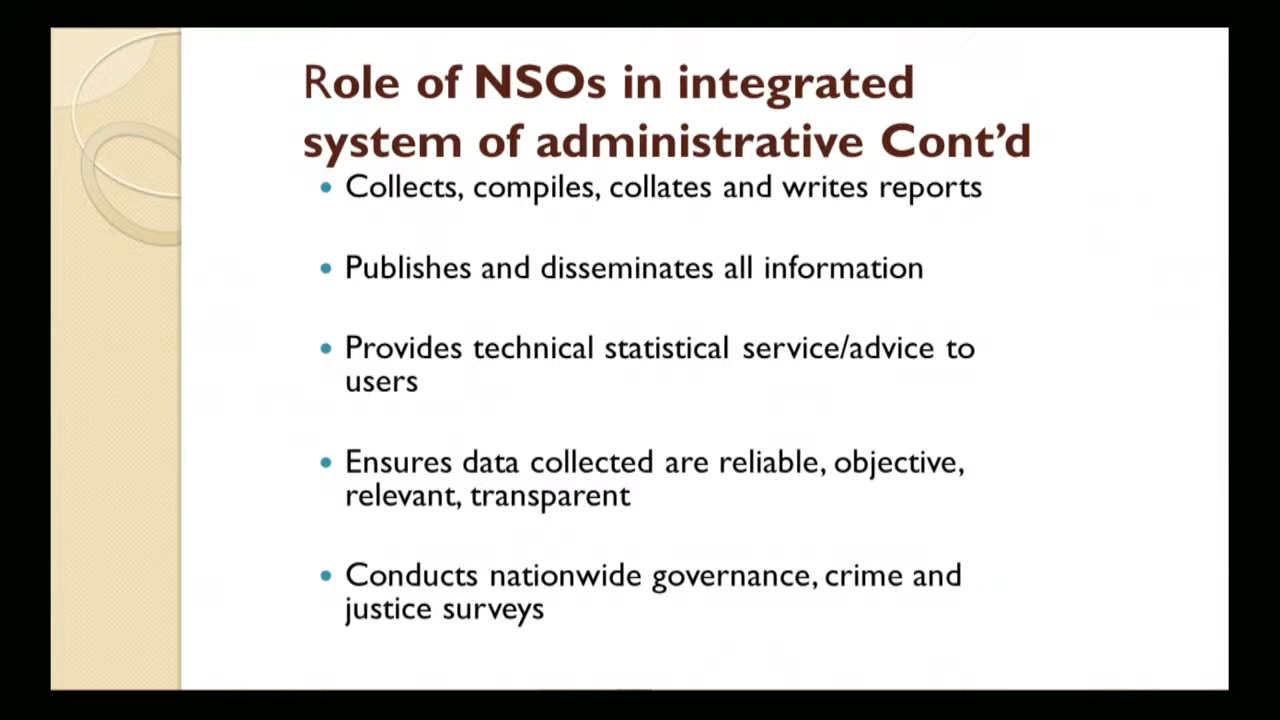 Role of NSOs in integrated
system of administrative Cont’d
• Collects, compiles, collates and writes reports
• Publishes and disseminates all information
• Provides technical statistical service/advice to
users
• Ensures data collected are reliable, objective,
relevant, transparent
• Conducts nationwide governance, crime and
justice surveys